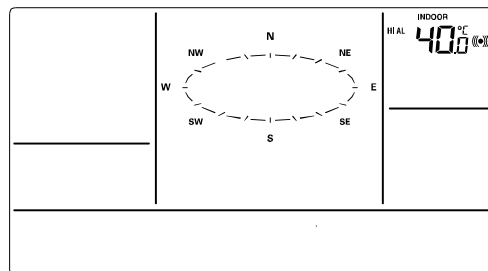 INDOOR
HI AL 40.0 °C
N
NW NE
W E
SW SE
S